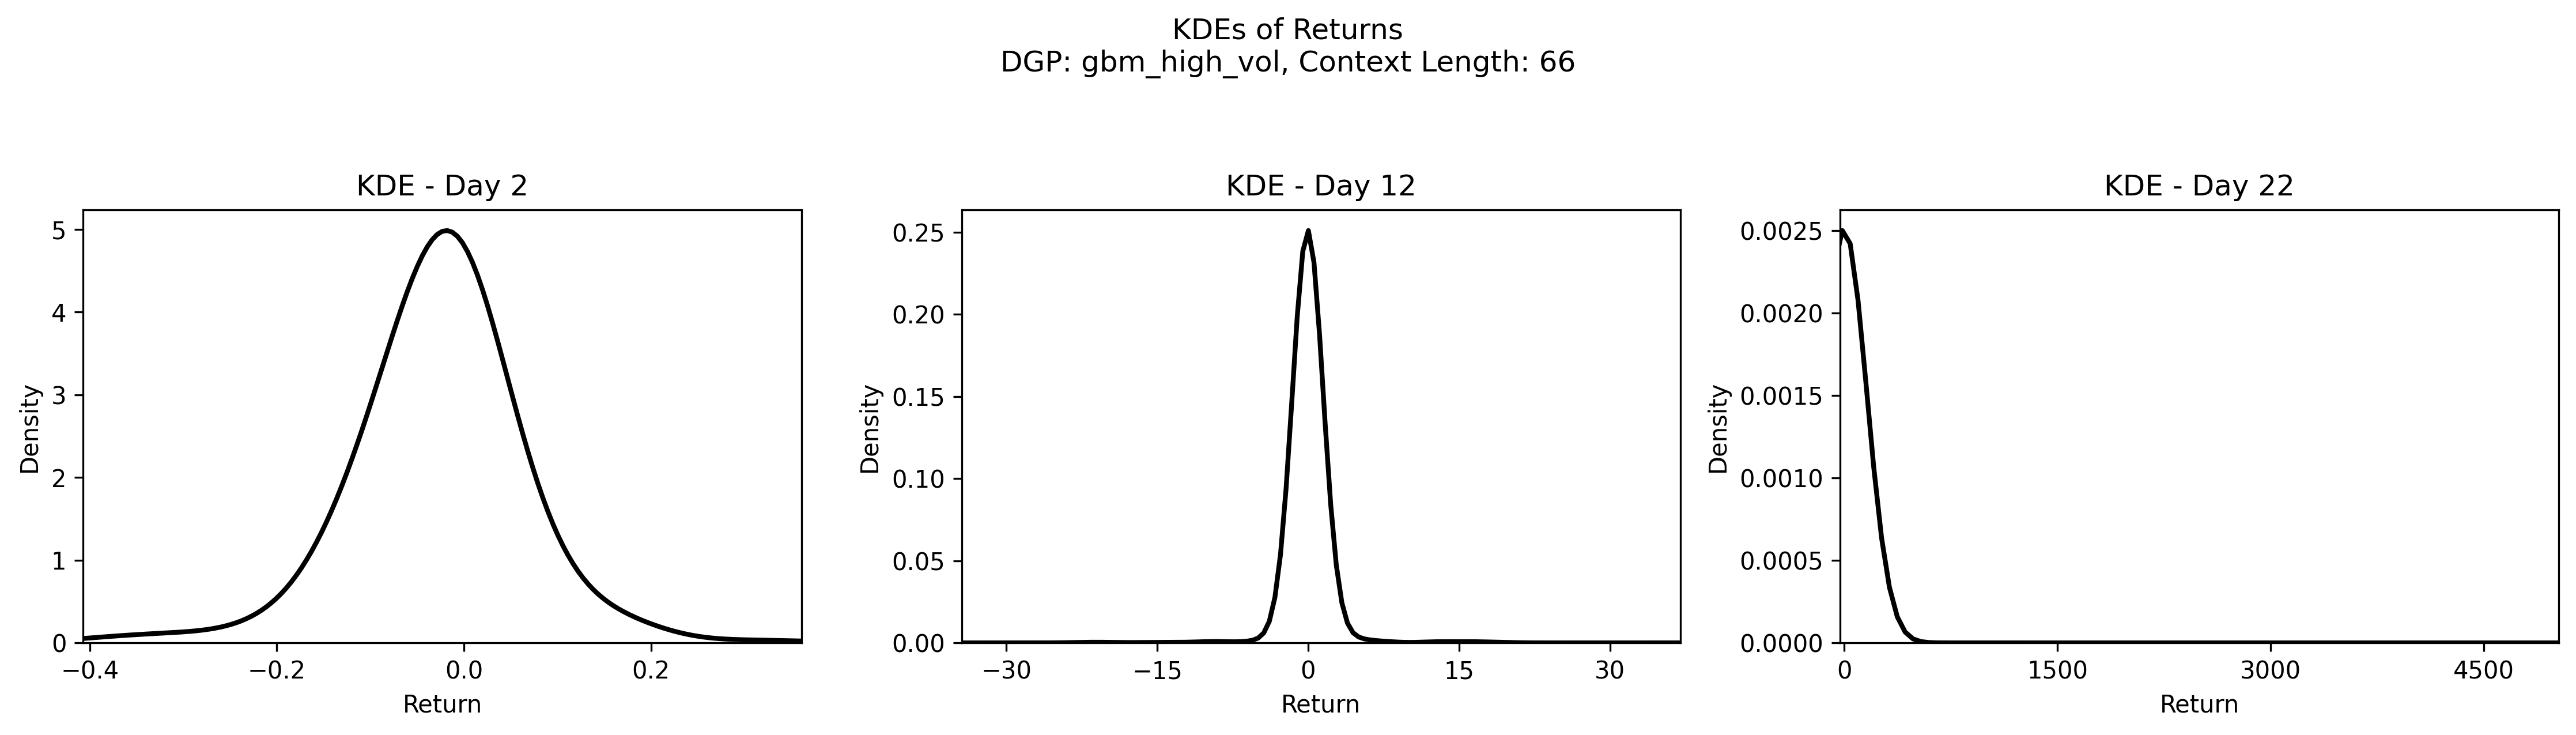 KDEs of Returns
DGP: gbm_high_vol, Context Length: 66
KDE - Day 2
Density
5
4
3
2
1
0
−0.4
−0.2
0.0
0.2
Return
KDE - Day 12
Density
0.25
0.20
0.15
0.10
0.05
0.00
−30
−15
0
15
30
Return
KDE - Day 22
Density
0.0025
0.0020
0.0015
0.0010
0.0005
0.0000
0
1500
3000
4500
Return